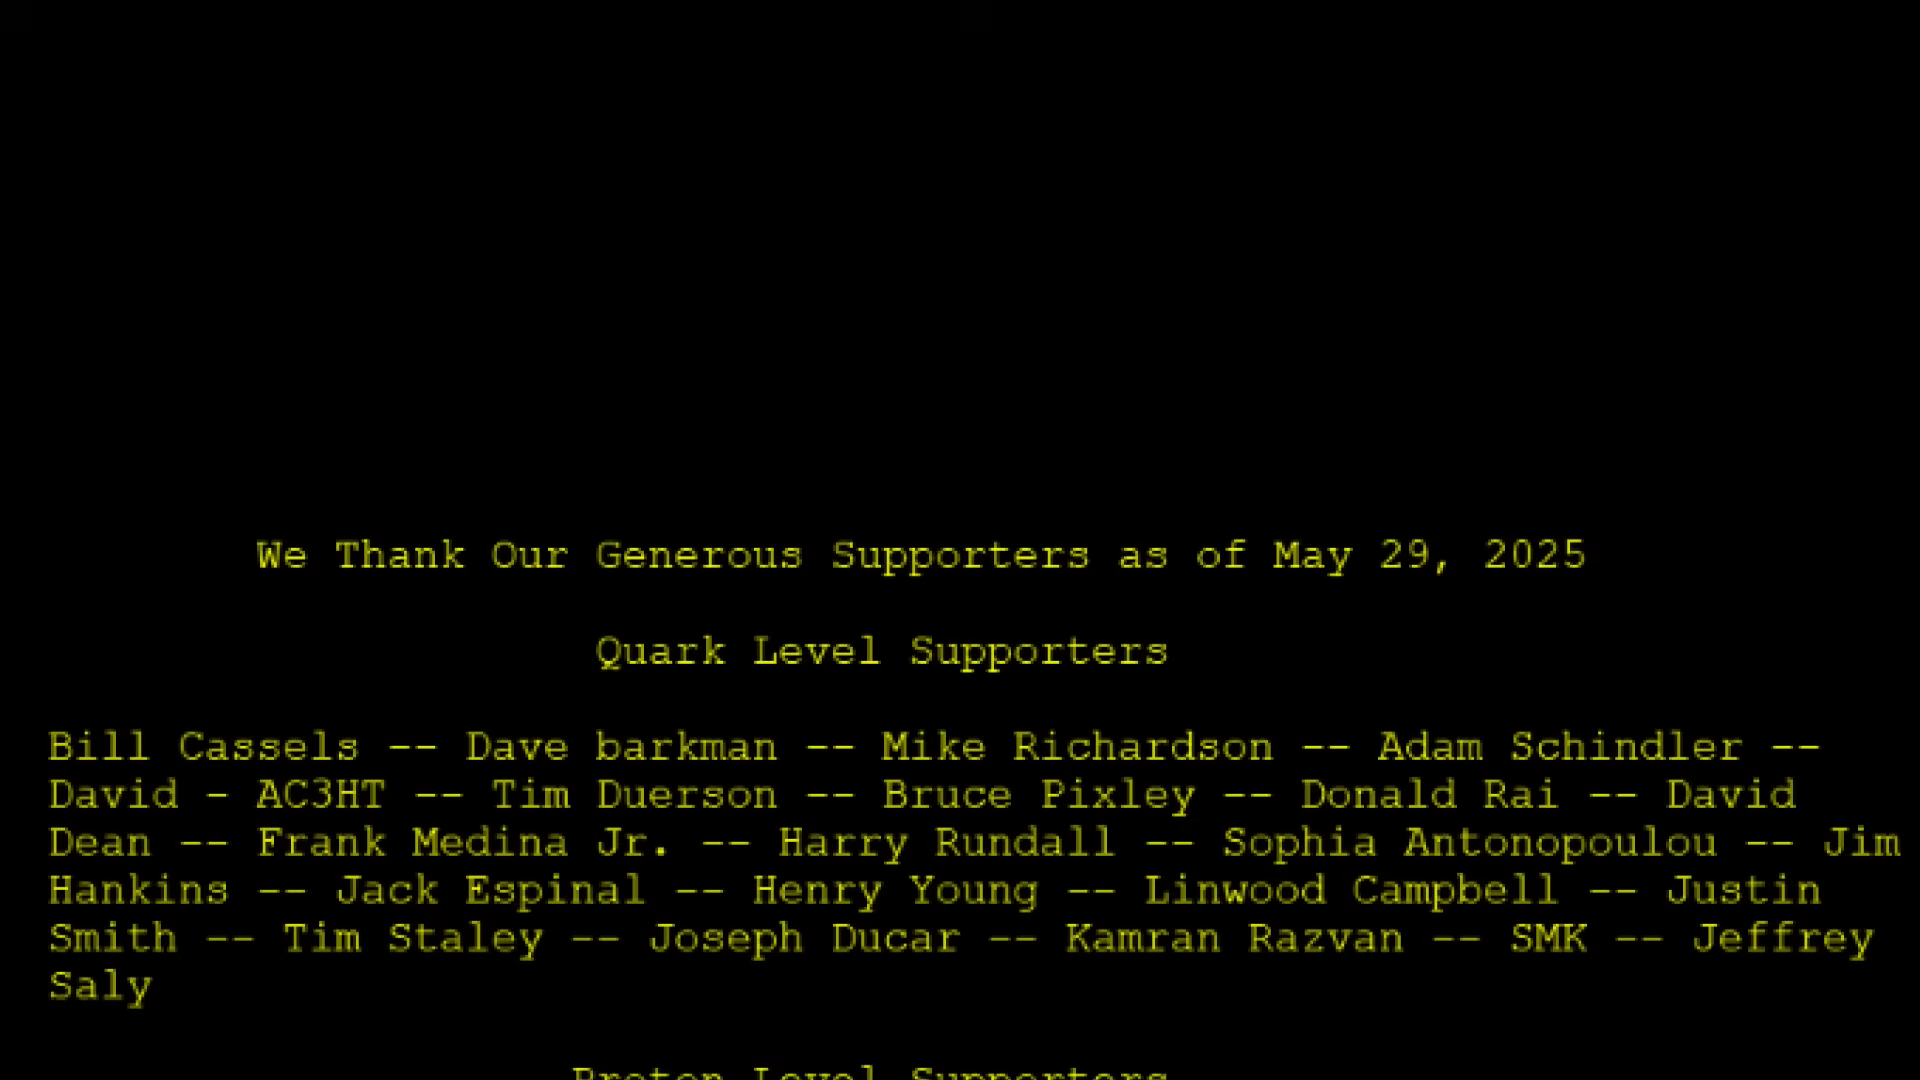 We Thank Our Generous Supporters as of May 29, 2025
Quark Level Supporters
Bill Cassels -- Dave barkman -- Mike Richardson -- Adam Schindler --
David - AC3HT -- Tim Duerson -- Bruce Pixley -- Donald Rai -- David
Dean -- Frank Medina Jr. -- Harry Rundall -- Sophia Antonopoulou -- Jim
Hankins -- Jack Espinal -- Henry Young -- Linwood Campbell -- Justin
Smith -- Tim Staley -- Joseph Ducar -- Kamran Razvan -- SMK -- Jeffrey
Saly
Proton Level Supporters